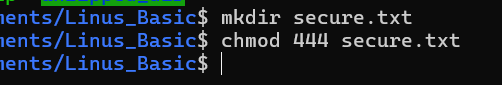 ments/Linus_Basic$ mkdir secure.txt
ments/Linus_Basic$ chmod 444 secure.txt
ments/Linus_Basic$